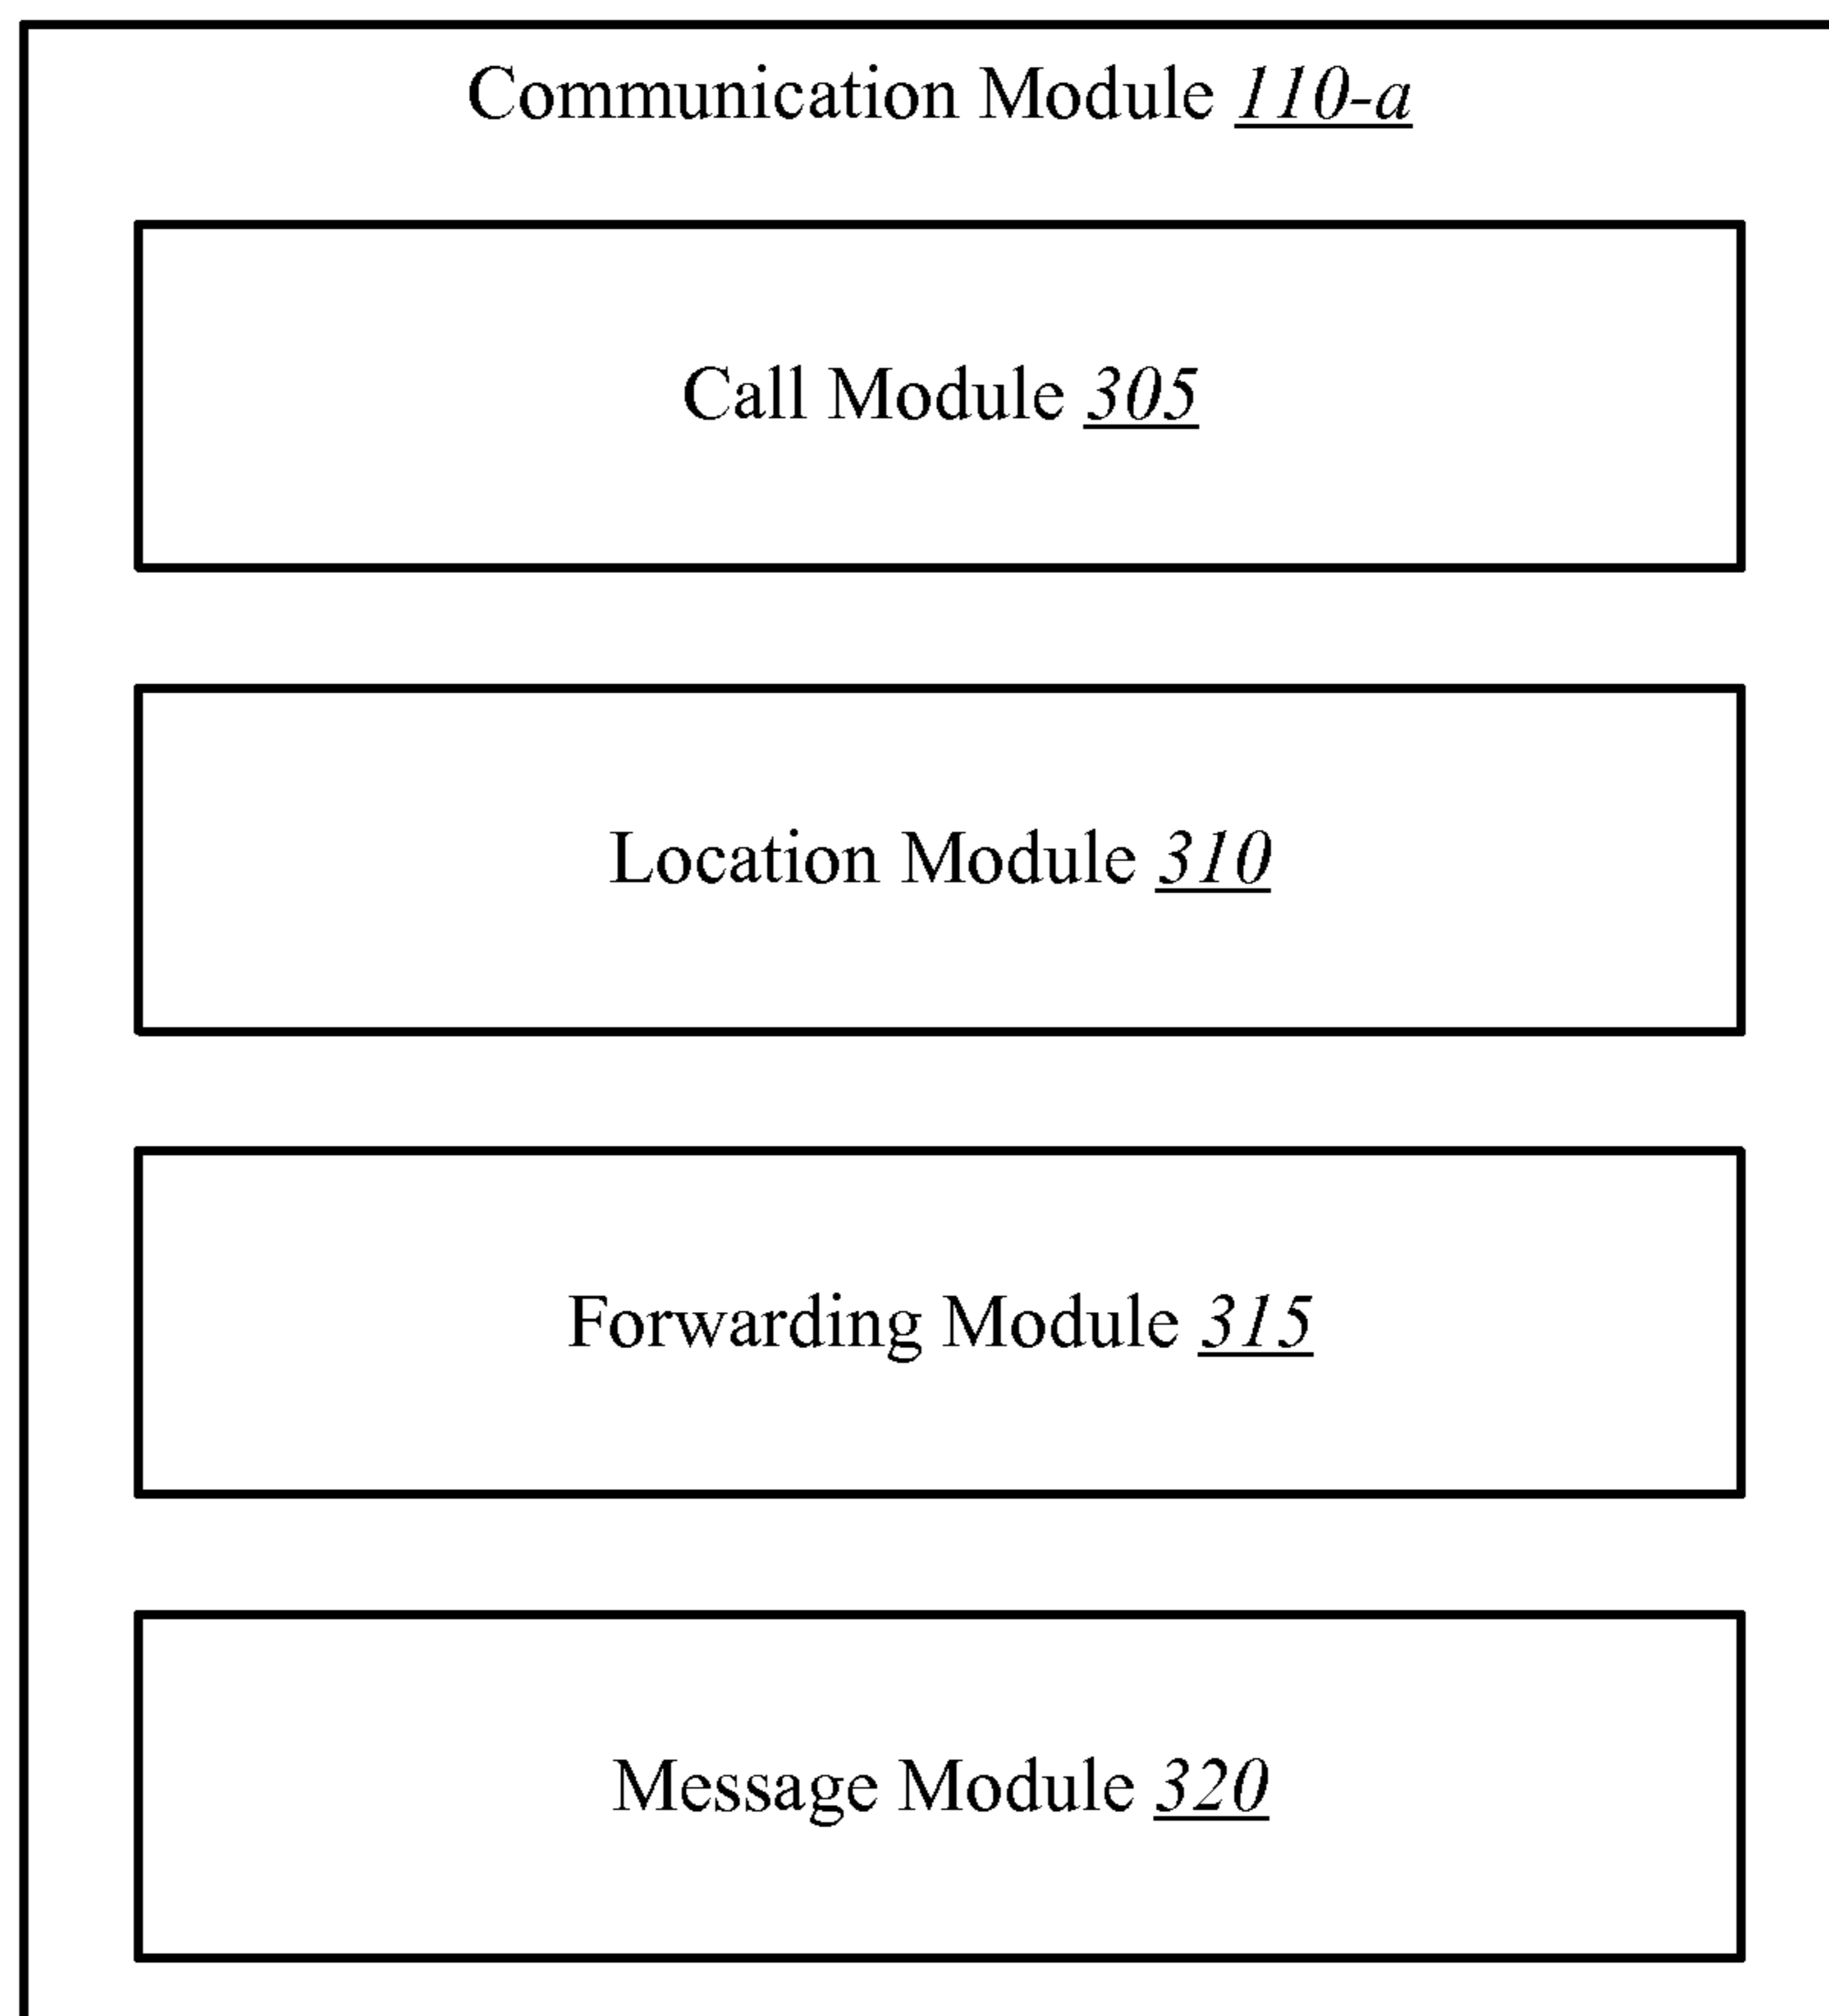 Communication Module 110-a
Call Module 305
Location Module 310
Forwarding Module 315
Message Module 320